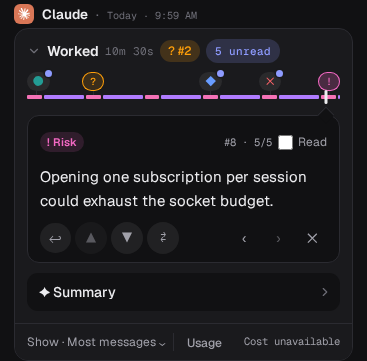 Claude · Today · 9:59 AM
Worked 10m 30s ? #2 5 unread
? !
! Risk #8 · 5/5 Read
Opening one subscription per session
could exhaust the socket budget.
Summary
Show · Most messages Usage Cost unavailable